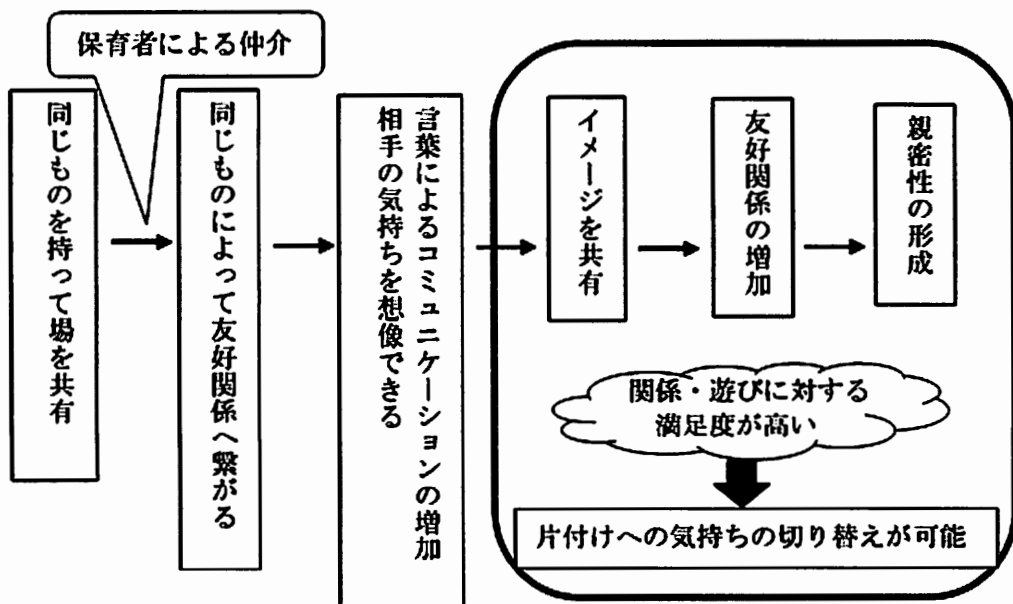 保育者による仲介
同じものを持って場を共有
同じものによって友好関係へ繋がる
言葉によるコミュニケーションの増加
相手の気持ちを想像できる
イメージを共有
友好関係の増加
親密性の形成
関係・遊びに対する
満足度が高い
片付けへの気持ちの切り替えが可能